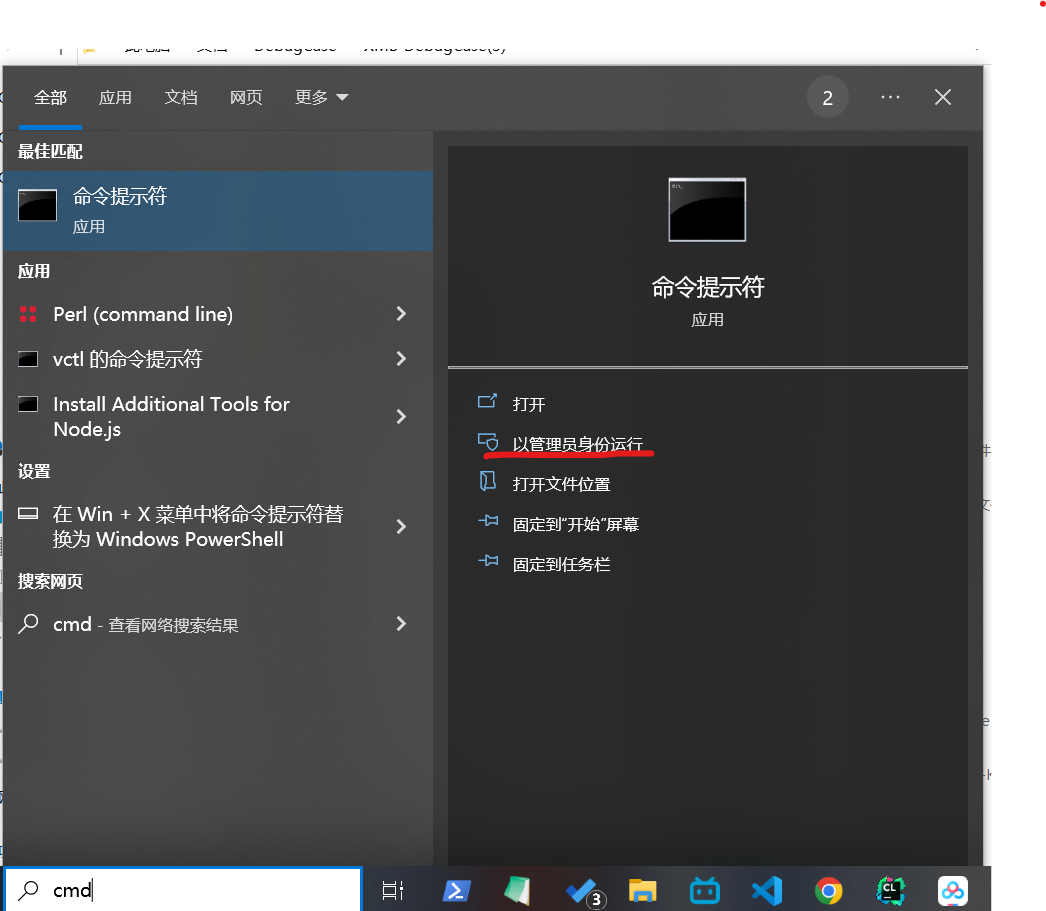 全部
应用
文档
网页
更多
2
最佳匹配
命令提示符
应用
应用
Perl (command line)
vctl 的命令提示符
Install Additional Tools for
Node.js
设置
在 Win + X 菜单中将命令提示符替
换为 Windows PowerShell
搜索网页
cmd - 查看网络搜索结果
命令提示符
应用
打开
以管理员身份运行
打开文件位置
固定到“开始”屏幕
固定到任务栏
cmd
3
CL